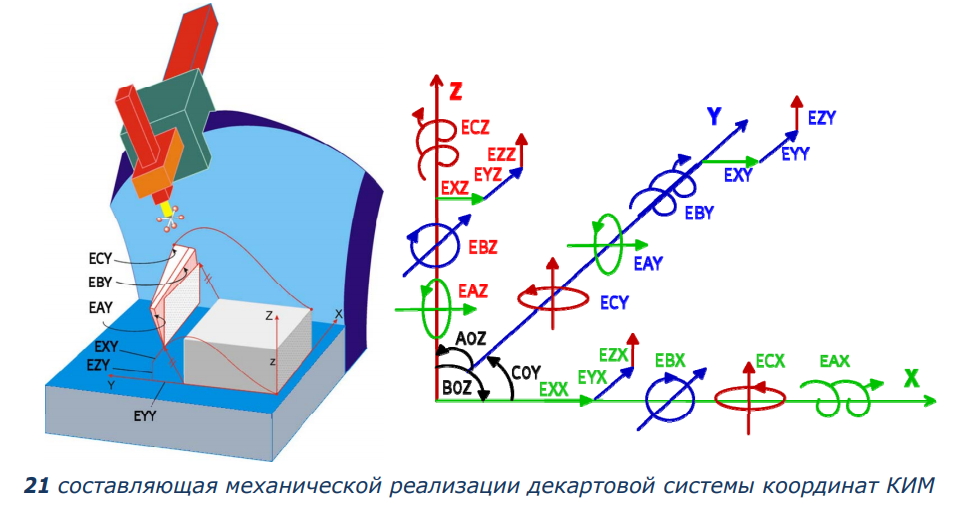 ECY
EBY
EAY
EXY
EZY
Y
EYY
Z
X
z
Z
ECZ
EZZ
EYZ
EXZ
EBZ
EAZ
AOZ
BOZ
COY
Y
EZY
EYY
EXY
EBY
EAY
ECY
EZX
EYX
EXX
EBX
ECX
EAX
X
21 составляющая механической реализации декартовой системы координат КИМ